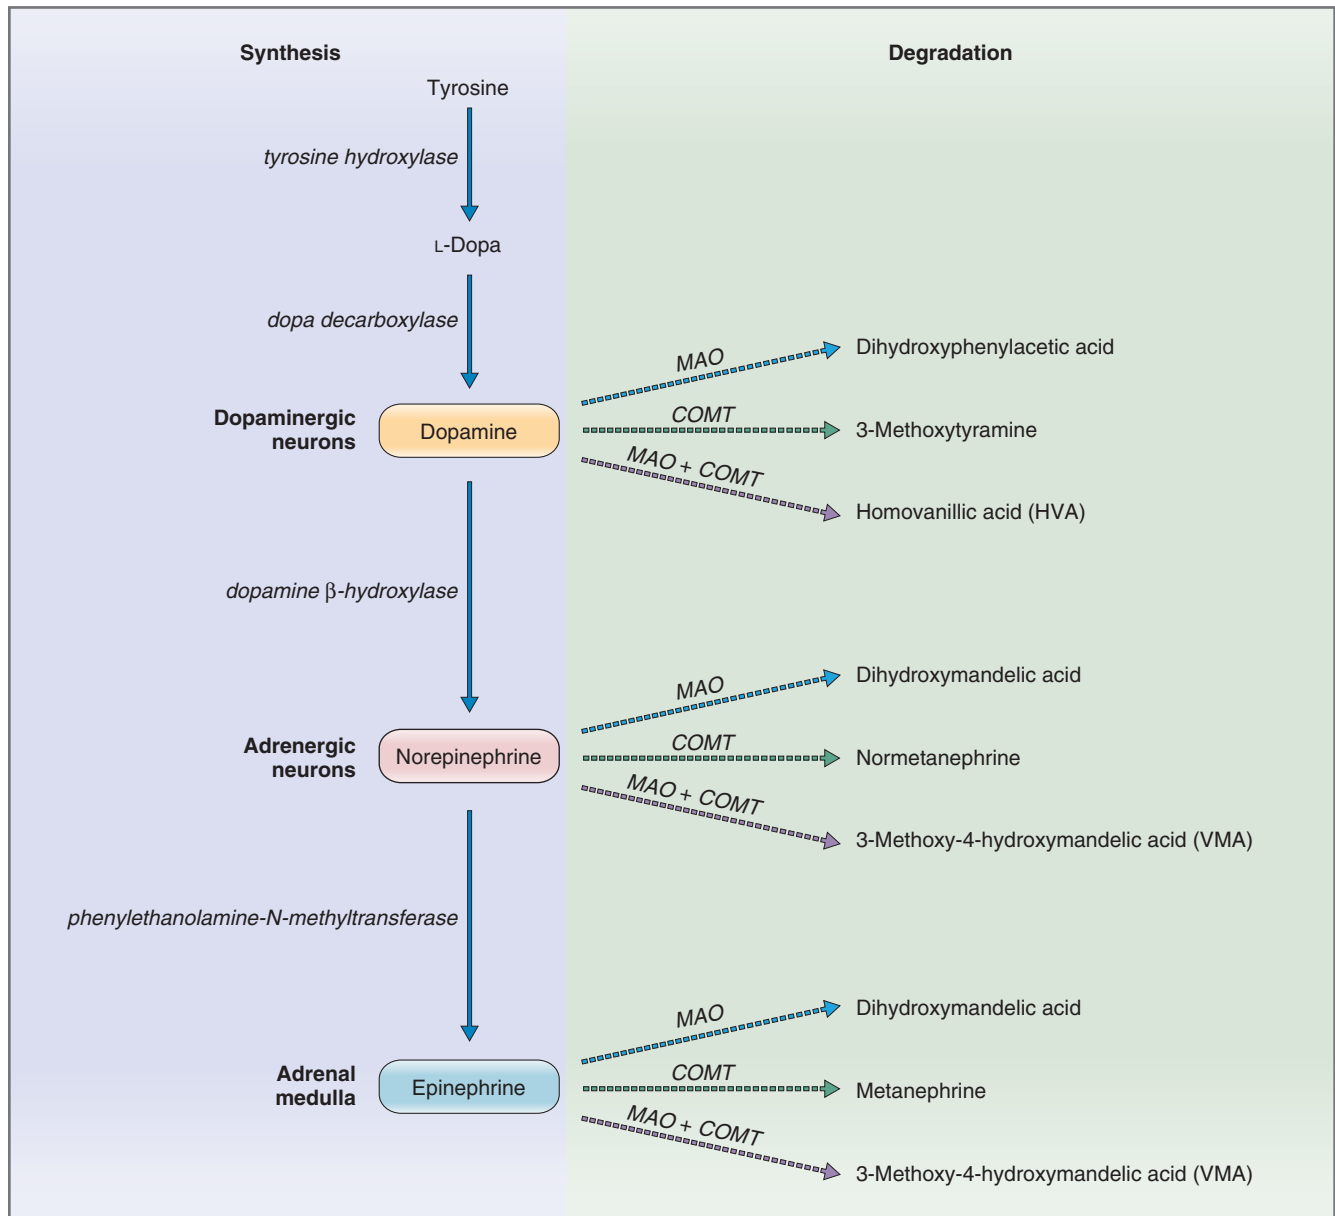 Synthesis
Degradation
Tyrosine
tyrosine hydroxylase
L-Dopa
dopa decarboxylase
MAO
Dihydroxyphenylacetic acid
Dopaminergic
neurons
Dopamine
COMT
3-Methoxytyramine
MAO + COMT
Homovanillic acid (HVA)
dopamine β-hydroxylase
MAO
Dihydroxymandelic acid
Adrenergic
neurons
Norepinephrine
COMT
Normetanephrine
MAO + COMT
3-Methoxy-4-hydroxymandelic acid (VMA)
phenylethanolamine-N-methyltransferase
MAO
Dihydroxymandelic acid
Adrenal
medulla
Epinephrine
COMT
Metanephrine
MAO + COMT
3-Methoxy-4-hydroxymandelic acid (VMA)